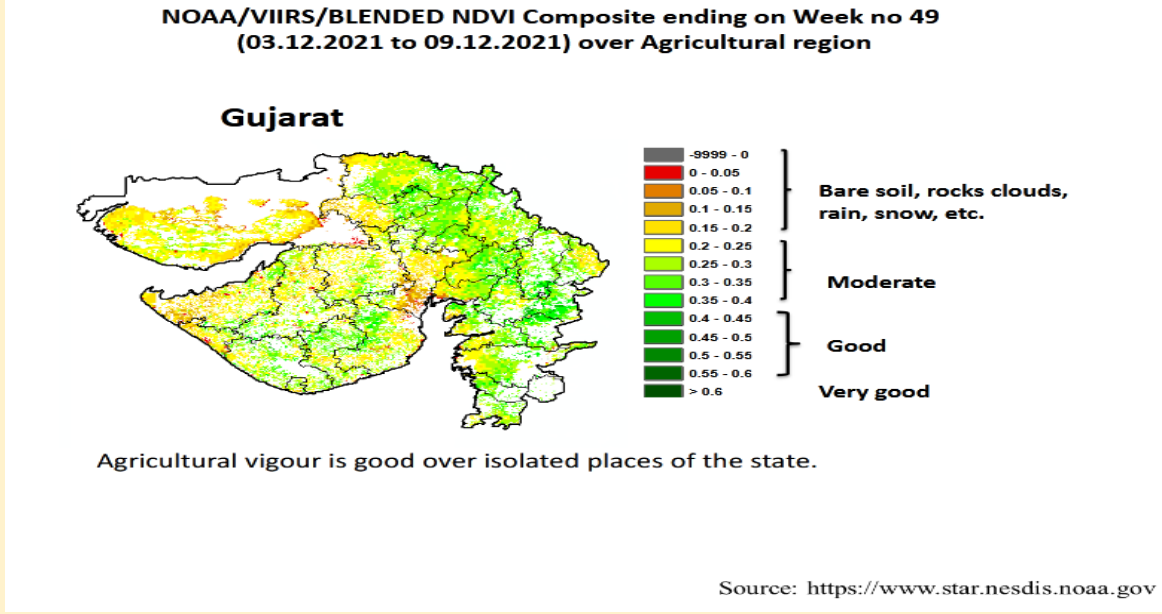 NOAA/VIIRS/BLENDED NDVI Composite ending on Week no 49
(03.12.2021 to 09.12.2021) over Agricultural region
Gujarat
-9999 - 0
0 - 0.05
0.05 - 0.1
0.1 - 0.15
0.15 - 0.2
0.2 - 0.25
0.25 - 0.3
0.3 - 0.35
0.35 - 0.4
0.4 - 0.45
0.45 - 0.5
0.5 - 0.55
0.55 - 0.6
> 0.6
Bare soil, rocks clouds,
rain, snow, etc.
Moderate
Good
Very good
Agricultural vigour is good over isolated places of the state.
Source: https://www.star.nesdis.noaa.gov